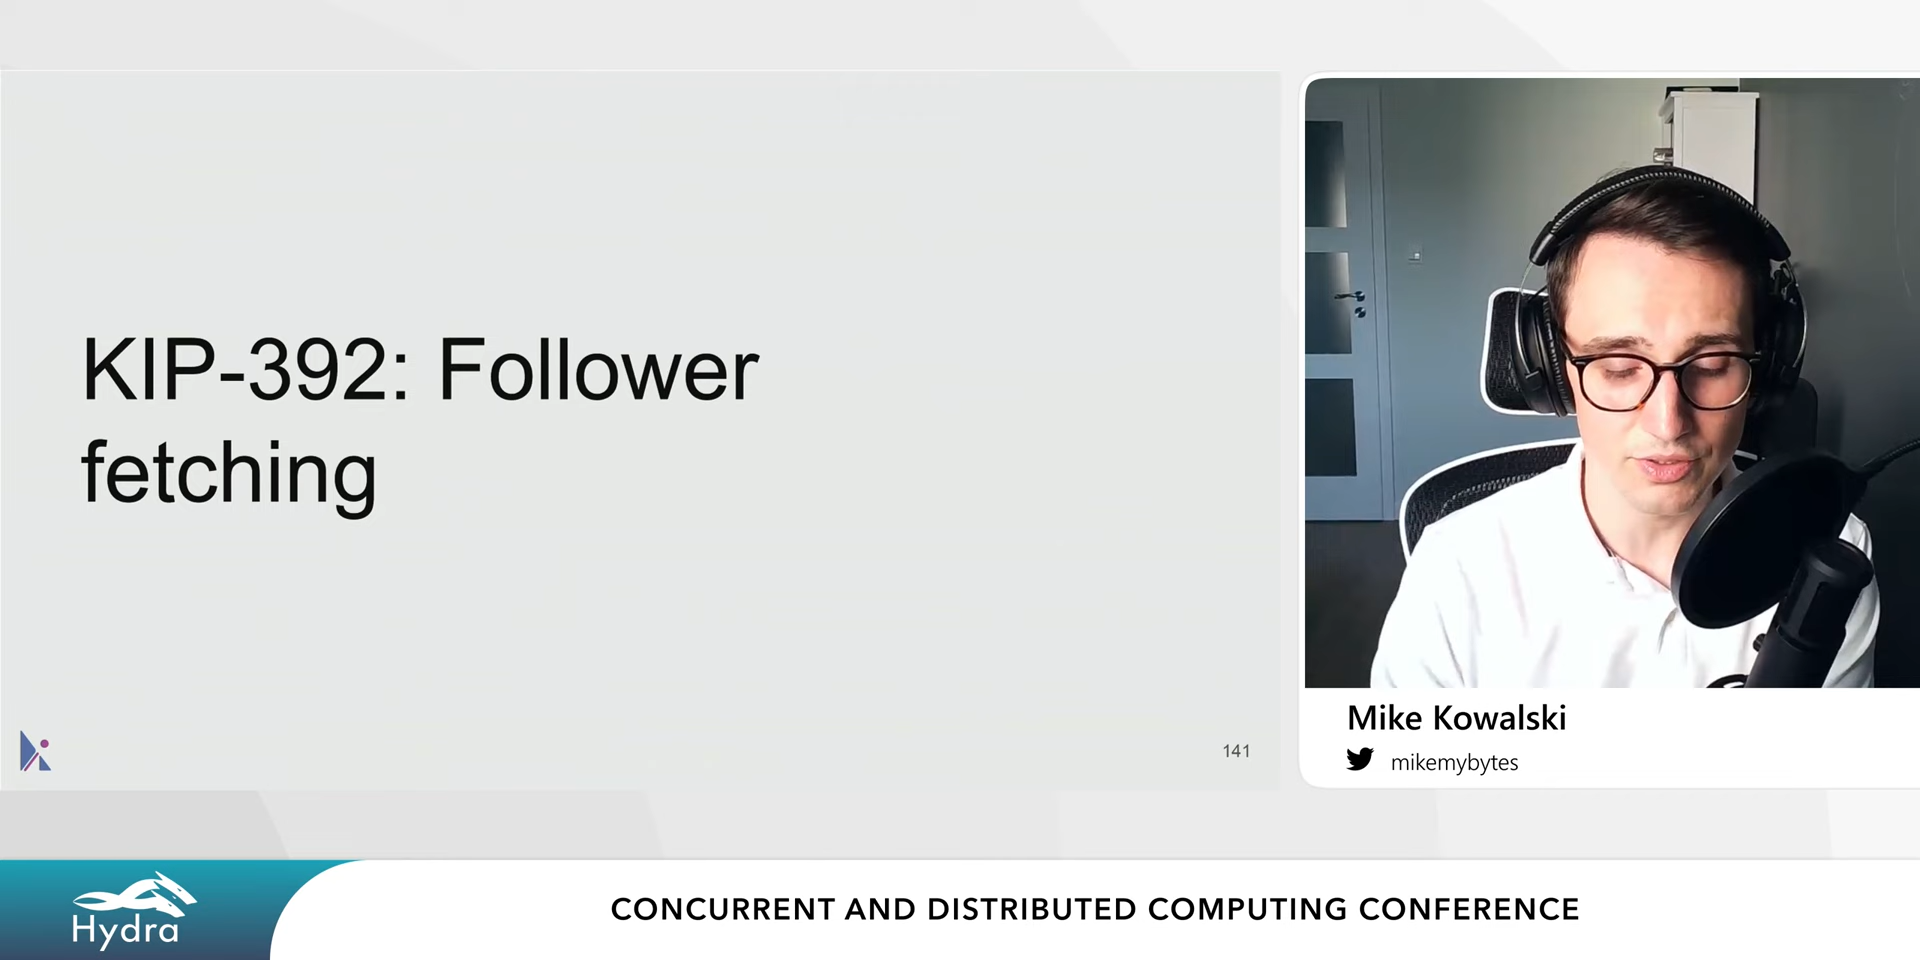 KIP-392: Follower
fetching
141
Mike Kowalski
mikemybytes
Hydra
CONCURRENT AND DISTRIBUTED COMPUTING CONFERENCE